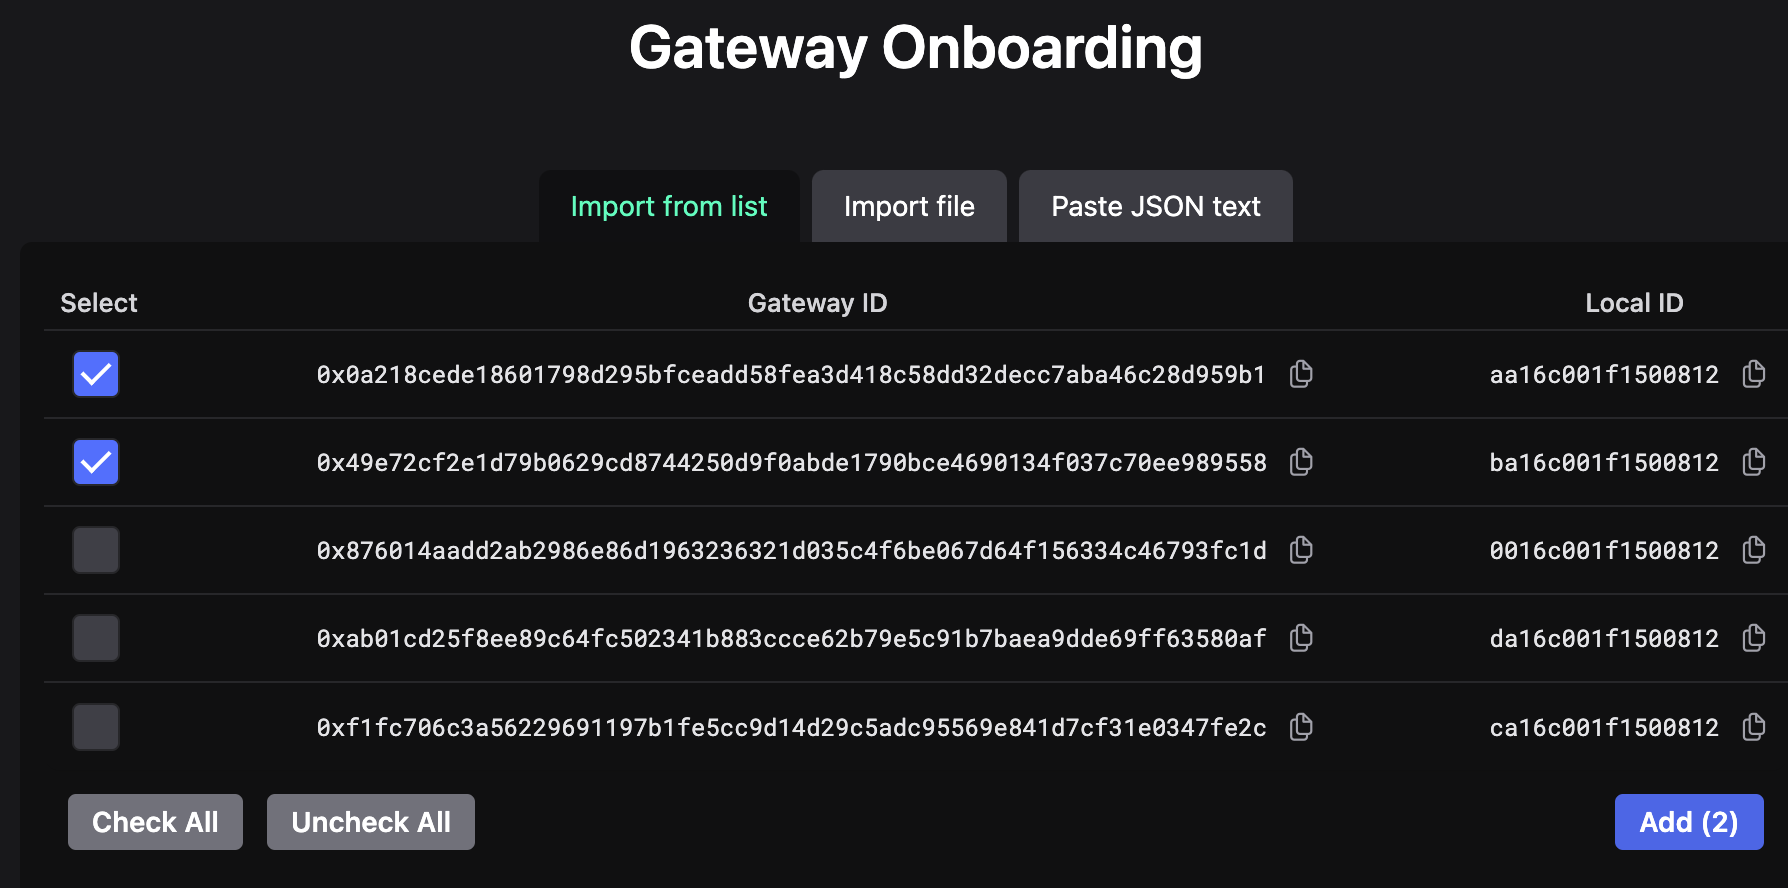 Gateway Onboarding
Import from list Import file Paste JSON text
Select Gateway ID Local ID
0x0a218cede18601798d295bfceadd58fea3d418c58dd32decc7aba46c28d959b1 aa16c001f1500812
0x49e72cf2e1d79b0629cd8744250d9f0abde1790bce4690134f037c70ee989558 ba16c001f1500812
0x876014aadd2ab2986e86d1963236321d035c4f6be067d64f156334c46793fc1d 0016c001f1500812
0xab01cd25f8ee89c64fc502341b883ccce62b79e5c91b7baea9dde69ff63580af da16c001f1500812
0xf1fc706c3a56229691197b1fe5cc9d14d29c5adc95569e841d7cf31e0347fe2c ca16c001f1500812
Check All Uncheck All Add (2)